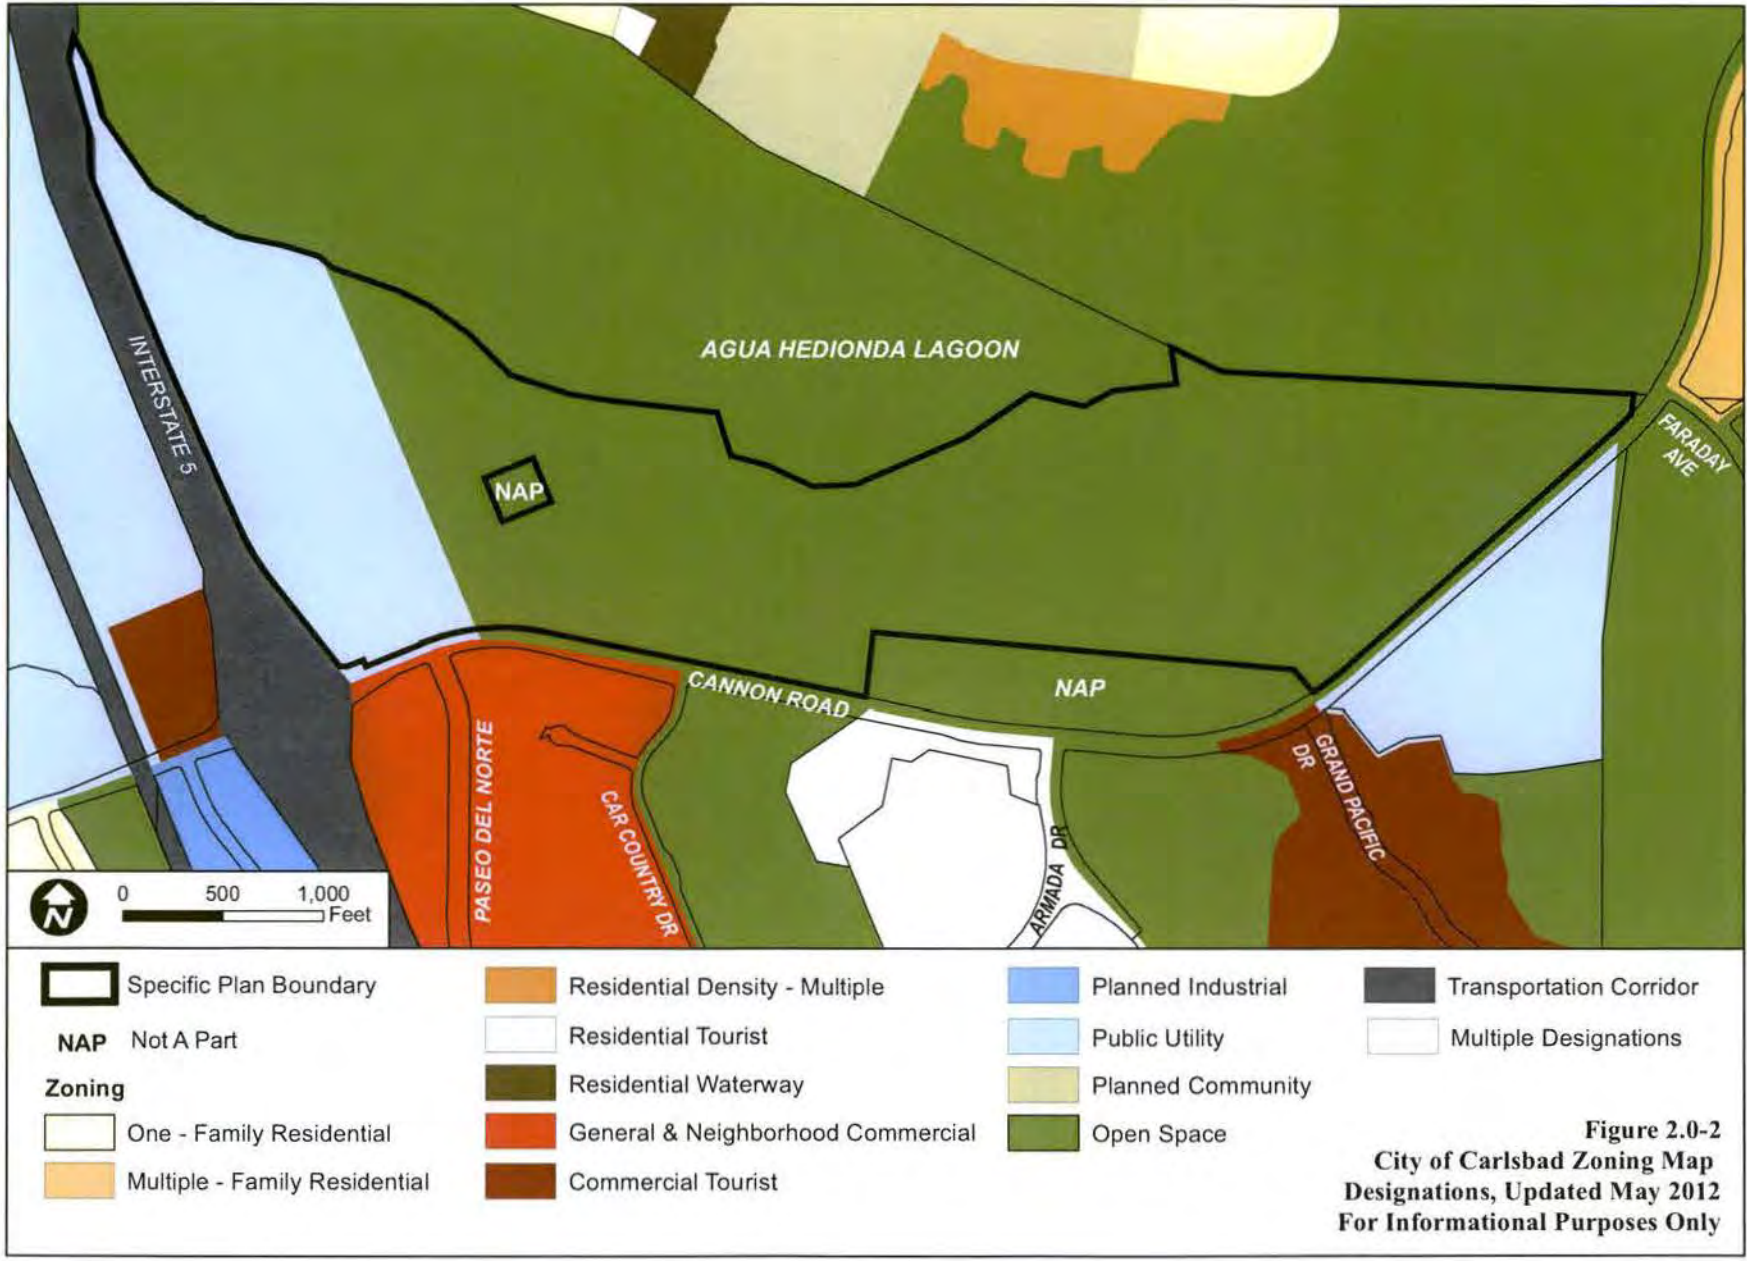 AGUA HEDIONDA LAGOON
INTERSTATE 5
FARADAY
AVE
NAP
NAP
CANNON ROAD
PASEO DEL NORTE
CAR COUNTRY DR
ARMADA DR
GRAND PACIFIC
DR
N
0 500 1,000
Feet
Specific Plan Boundary
NAP Not A Part
Zoning
One - Family Residential
Multiple - Family Residential
Residential Density - Multiple
Residential Tourist
Residential Waterway
General & Neighborhood Commercial
Commercial Tourist
Planned Industrial
Public Utility
Planned Community
Open Space
Transportation Corridor
Multiple Designations
Figure 2.0-2
City of Carlsbad Zoning Map
Designations, Updated May 2012
For Informational Purposes Only